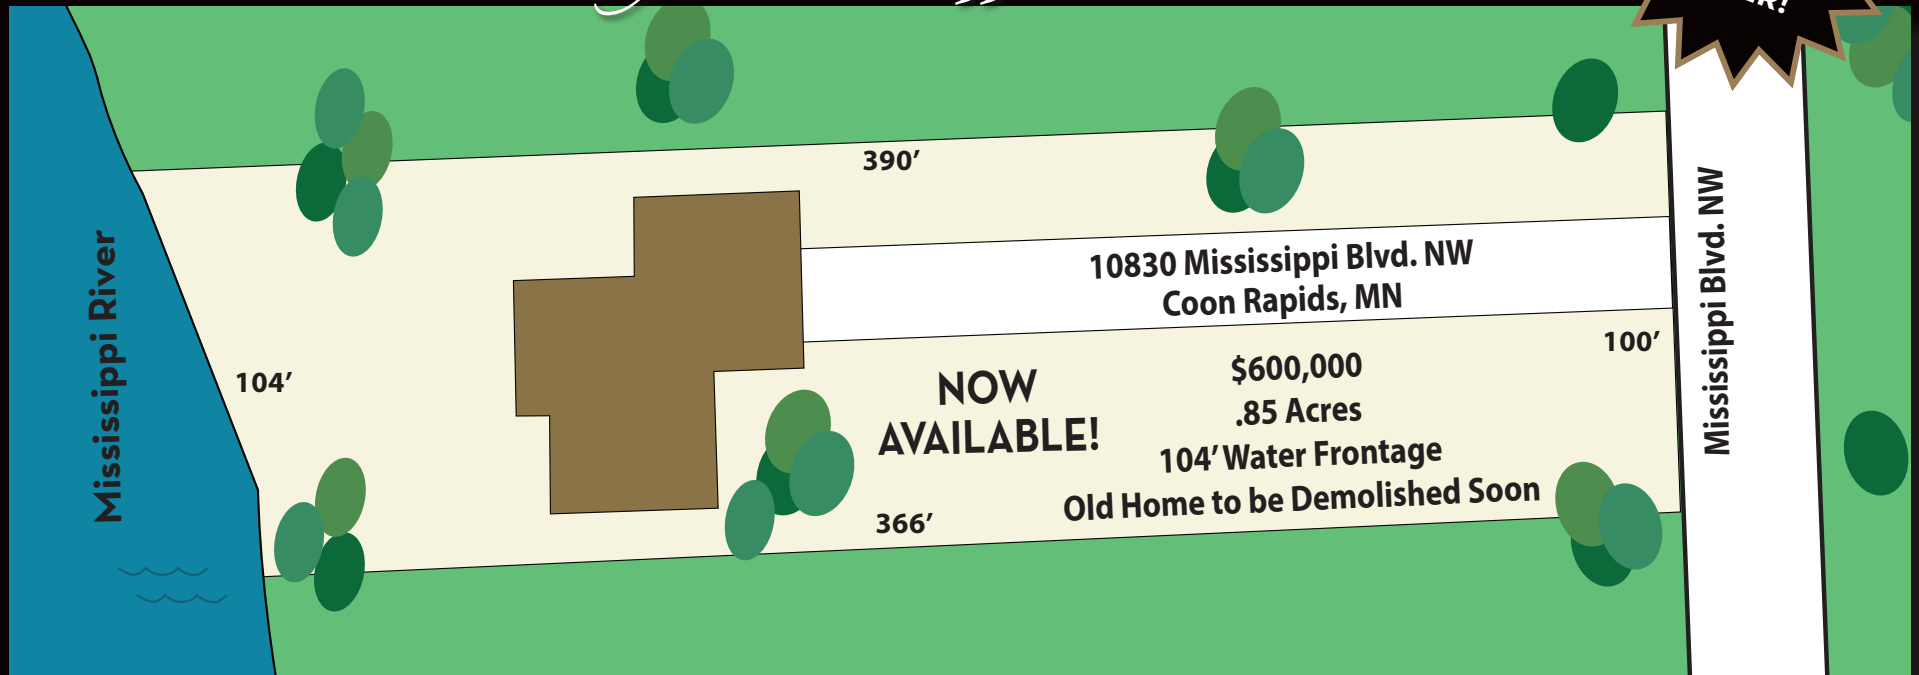 390’
Mississippi River
104’
10830 Mississippi Blvd. NW
Coon Rapids, MN
Mississippi Blvd. NW
100’
NOW
AVAILABLE!
$600,000
.85 Acres
104’ Water Frontage
Old Home to be Demolished Soon
366’